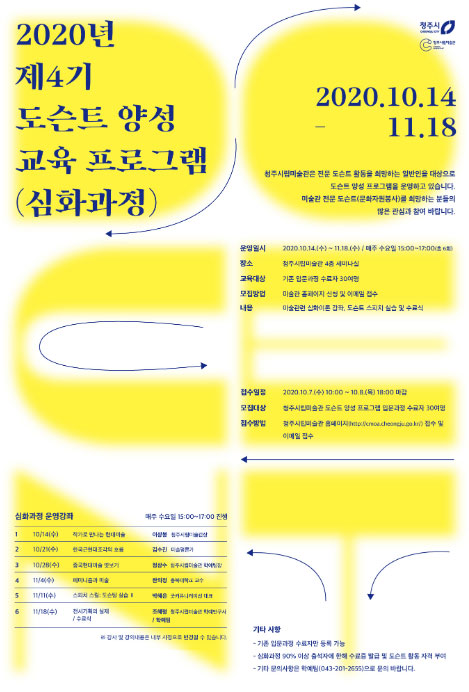 2020년
제4기
도슨트 양성
교육 프로그램
(심화과정)
청주시
청주시립미술관
2020.10.14
–
11.18
청주시립미술관은 전문 도슨트 활동을 희망하는 일반인을 대상으로
도슨트 양성 프로그램을 운영하고 있습니다.
미술관 전문 도슨트(문화자원봉사)를 희망하는 분들의
많은 관심과 참여 바랍니다.
운영일시 2020.10.14.(수) ~ 11.18.(수) / 매주 수요일 15:00~17:00(총 6회)
장소 청주시립미술관 4층 세미나실
교육대상 기존 입문과정 수료자 30여명
모집방법 미술관 홈페이지 신청 및 이메일 접수
내용 미술관련 심화이론 강좌, 도슨트 스피치 실습 및 수료식
접수일정 2020.10.7.(수) 10:00 ~ 10.8.(목) 18:00 마감
모집대상 청주시립미술관 도슨트 양성 프로그램 입문과정 수료자 30여명
접수방법 청주시립미술관 홈페이지(http://cmoa.cheongju.go.kr/) 접수 및
이메일 접수
심화과정 운영강좌 매주 수요일 15:00~17:00 진행
1 10/14(수) 작가로 만나는 현대미술 이상봉 청주시립미술관장
2 10/21(수) 한국근현대조각의 흐름 김수진 미술평론가
3 10/28(수) 중국현대미술 엿보기 정상수 청주시립미술관 학예팀장
4 11/4(수) 페미니즘과 미술 충북대학교 교수
5 11/11(수) 스피치 스킬: 도슨팅 실습 Ⅱ 박혜은 대표
6 11/18(수) 전시기획의 실제
/ 수료식 조혜령 청주시립미술관 학예연구사
/ 학예팀
※ 강사 및 강의내용은 내부 사정으로 변경될 수 있습니다.
기타 사항
- 기존 입문과정 수료자만 등록 가능
- 심화과정 90% 이상 출석자에 한해 수료증 발급 및 도슨트 활동 자격 부여
- 기타 문의사항은 학예팀(043-201-2655)으로 문의 바랍니다.